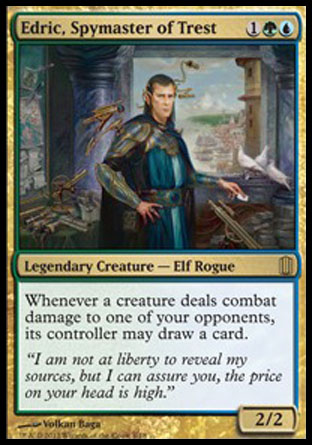 Edric, Spymaster of Trest
1
Legendary Creature — Elf Rogue
Whenever a creature deals combat
damage to one of your opponents,
its controller may draw a card.
“I am not at liberty to reveal my
sources, but I can assure you, the price
on your head is high.”
Volkan Baga
2/2